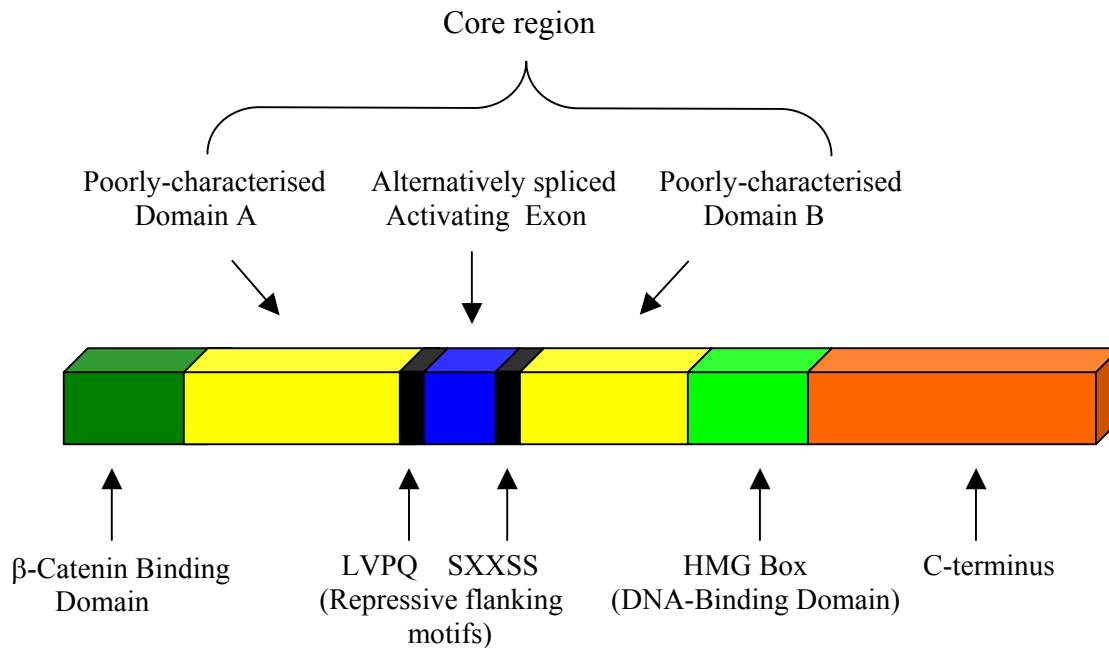 Core region
Poorly-characterised
Domain A
Alternatively spliced
Activating Exon
Poorly-characterised
Domain B
β-Catenin Binding
Domain
LVPQ SXXSS
(Repressive flanking
motifs)
HMG Box
(DNA-Binding Domain)
C-terminus